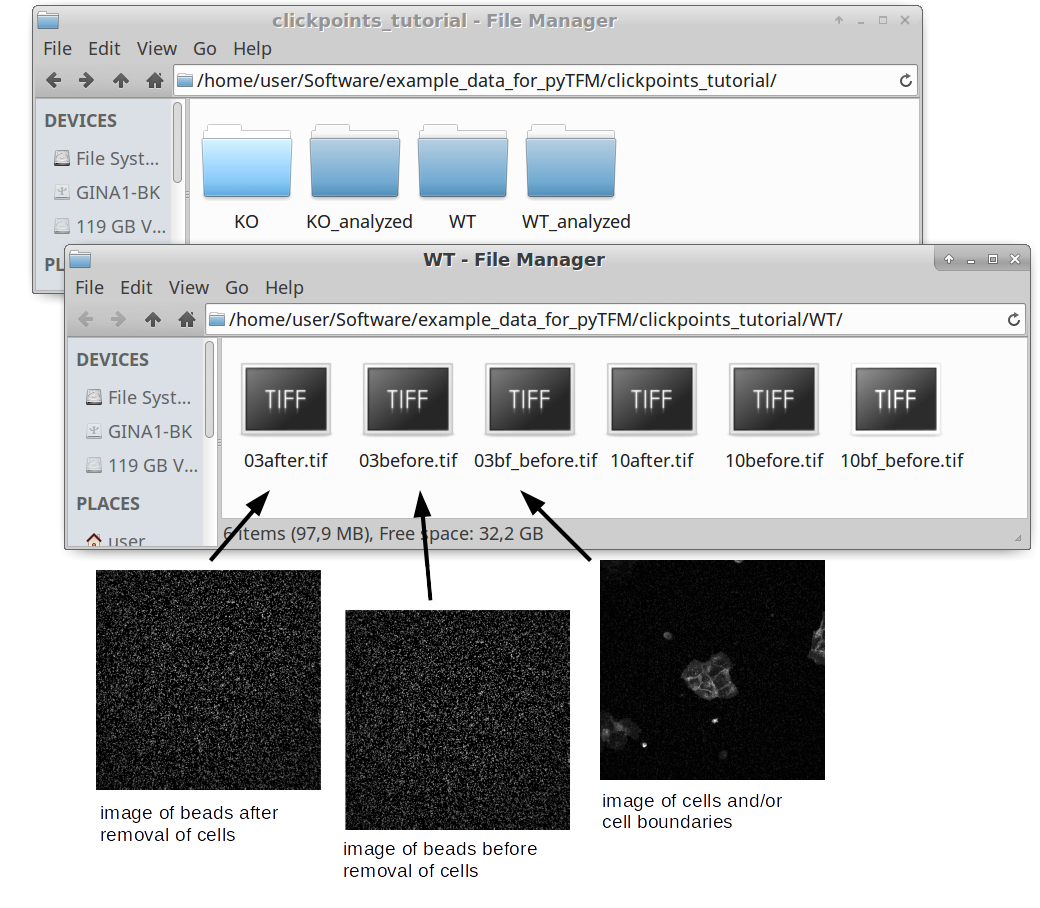 clickpoints_tutorial - File Manager
File Edit View Go Help
/home/user/Software/example_data_for_pyTFM/clickpoints_tutorial/
DEVICES
File Syst...
GINA1-BK
119 GB V...
PL
KO KO_analyzed WT WT_analyzed
WT - File Manager
File Edit View Go Help
/home/user/Software/example_data_for_pyTFM/clickpoints_tutorial/WT/
DEVICES
File Syst...
GINA1-BK
119 GB V...
PLACES
user
TIFF TIFF TIFF TIFF TIFF TIFF
03after.tif 03before.tif 03bf_before.tif 10after.tif 10before.tif 10bf_before.tif
6 items (97,9 MB), Free space: 32,2 GB
image of beads after
removal of cells
image of beads before
removal of cells
image of cells and/or
cell boundaries